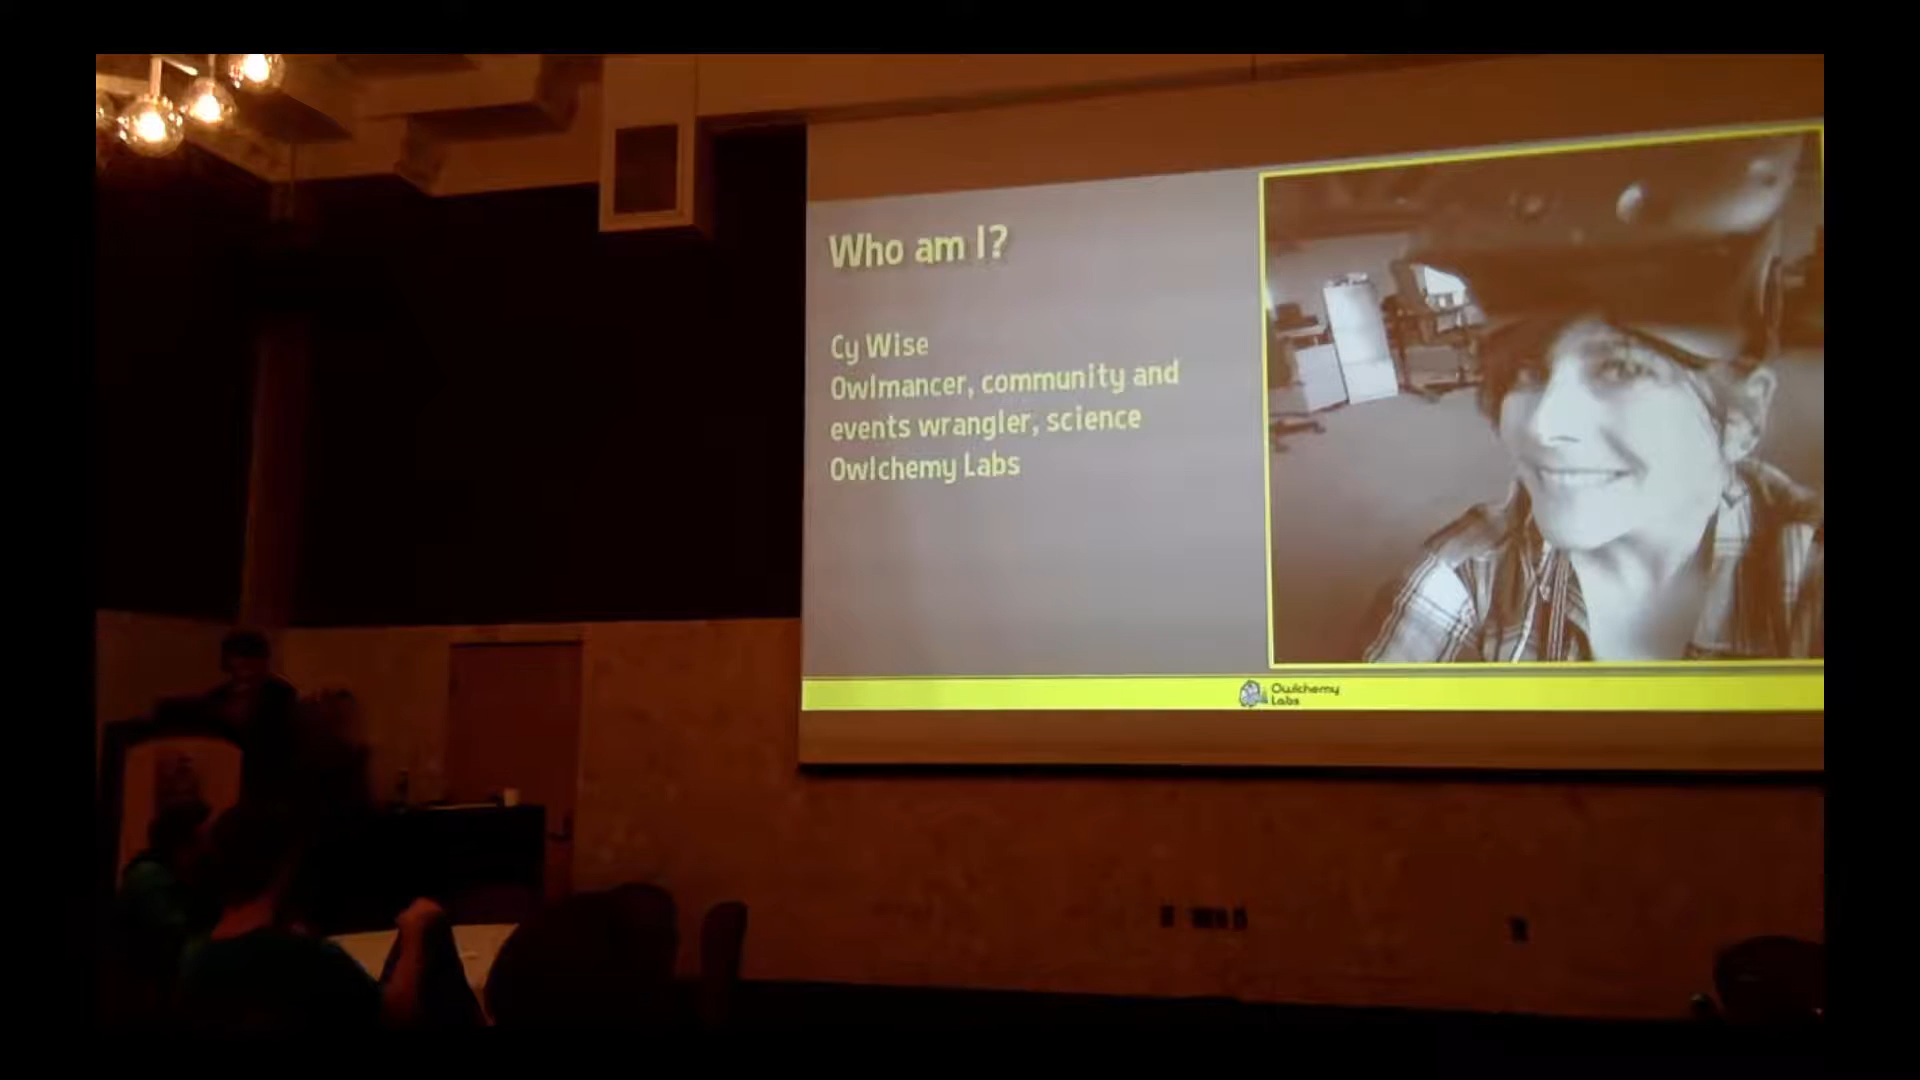 Who am I?
Cy Wise
Owlmancer, community and
events wrangler, science
Owlchemy Labs
Owlchemy
Labs